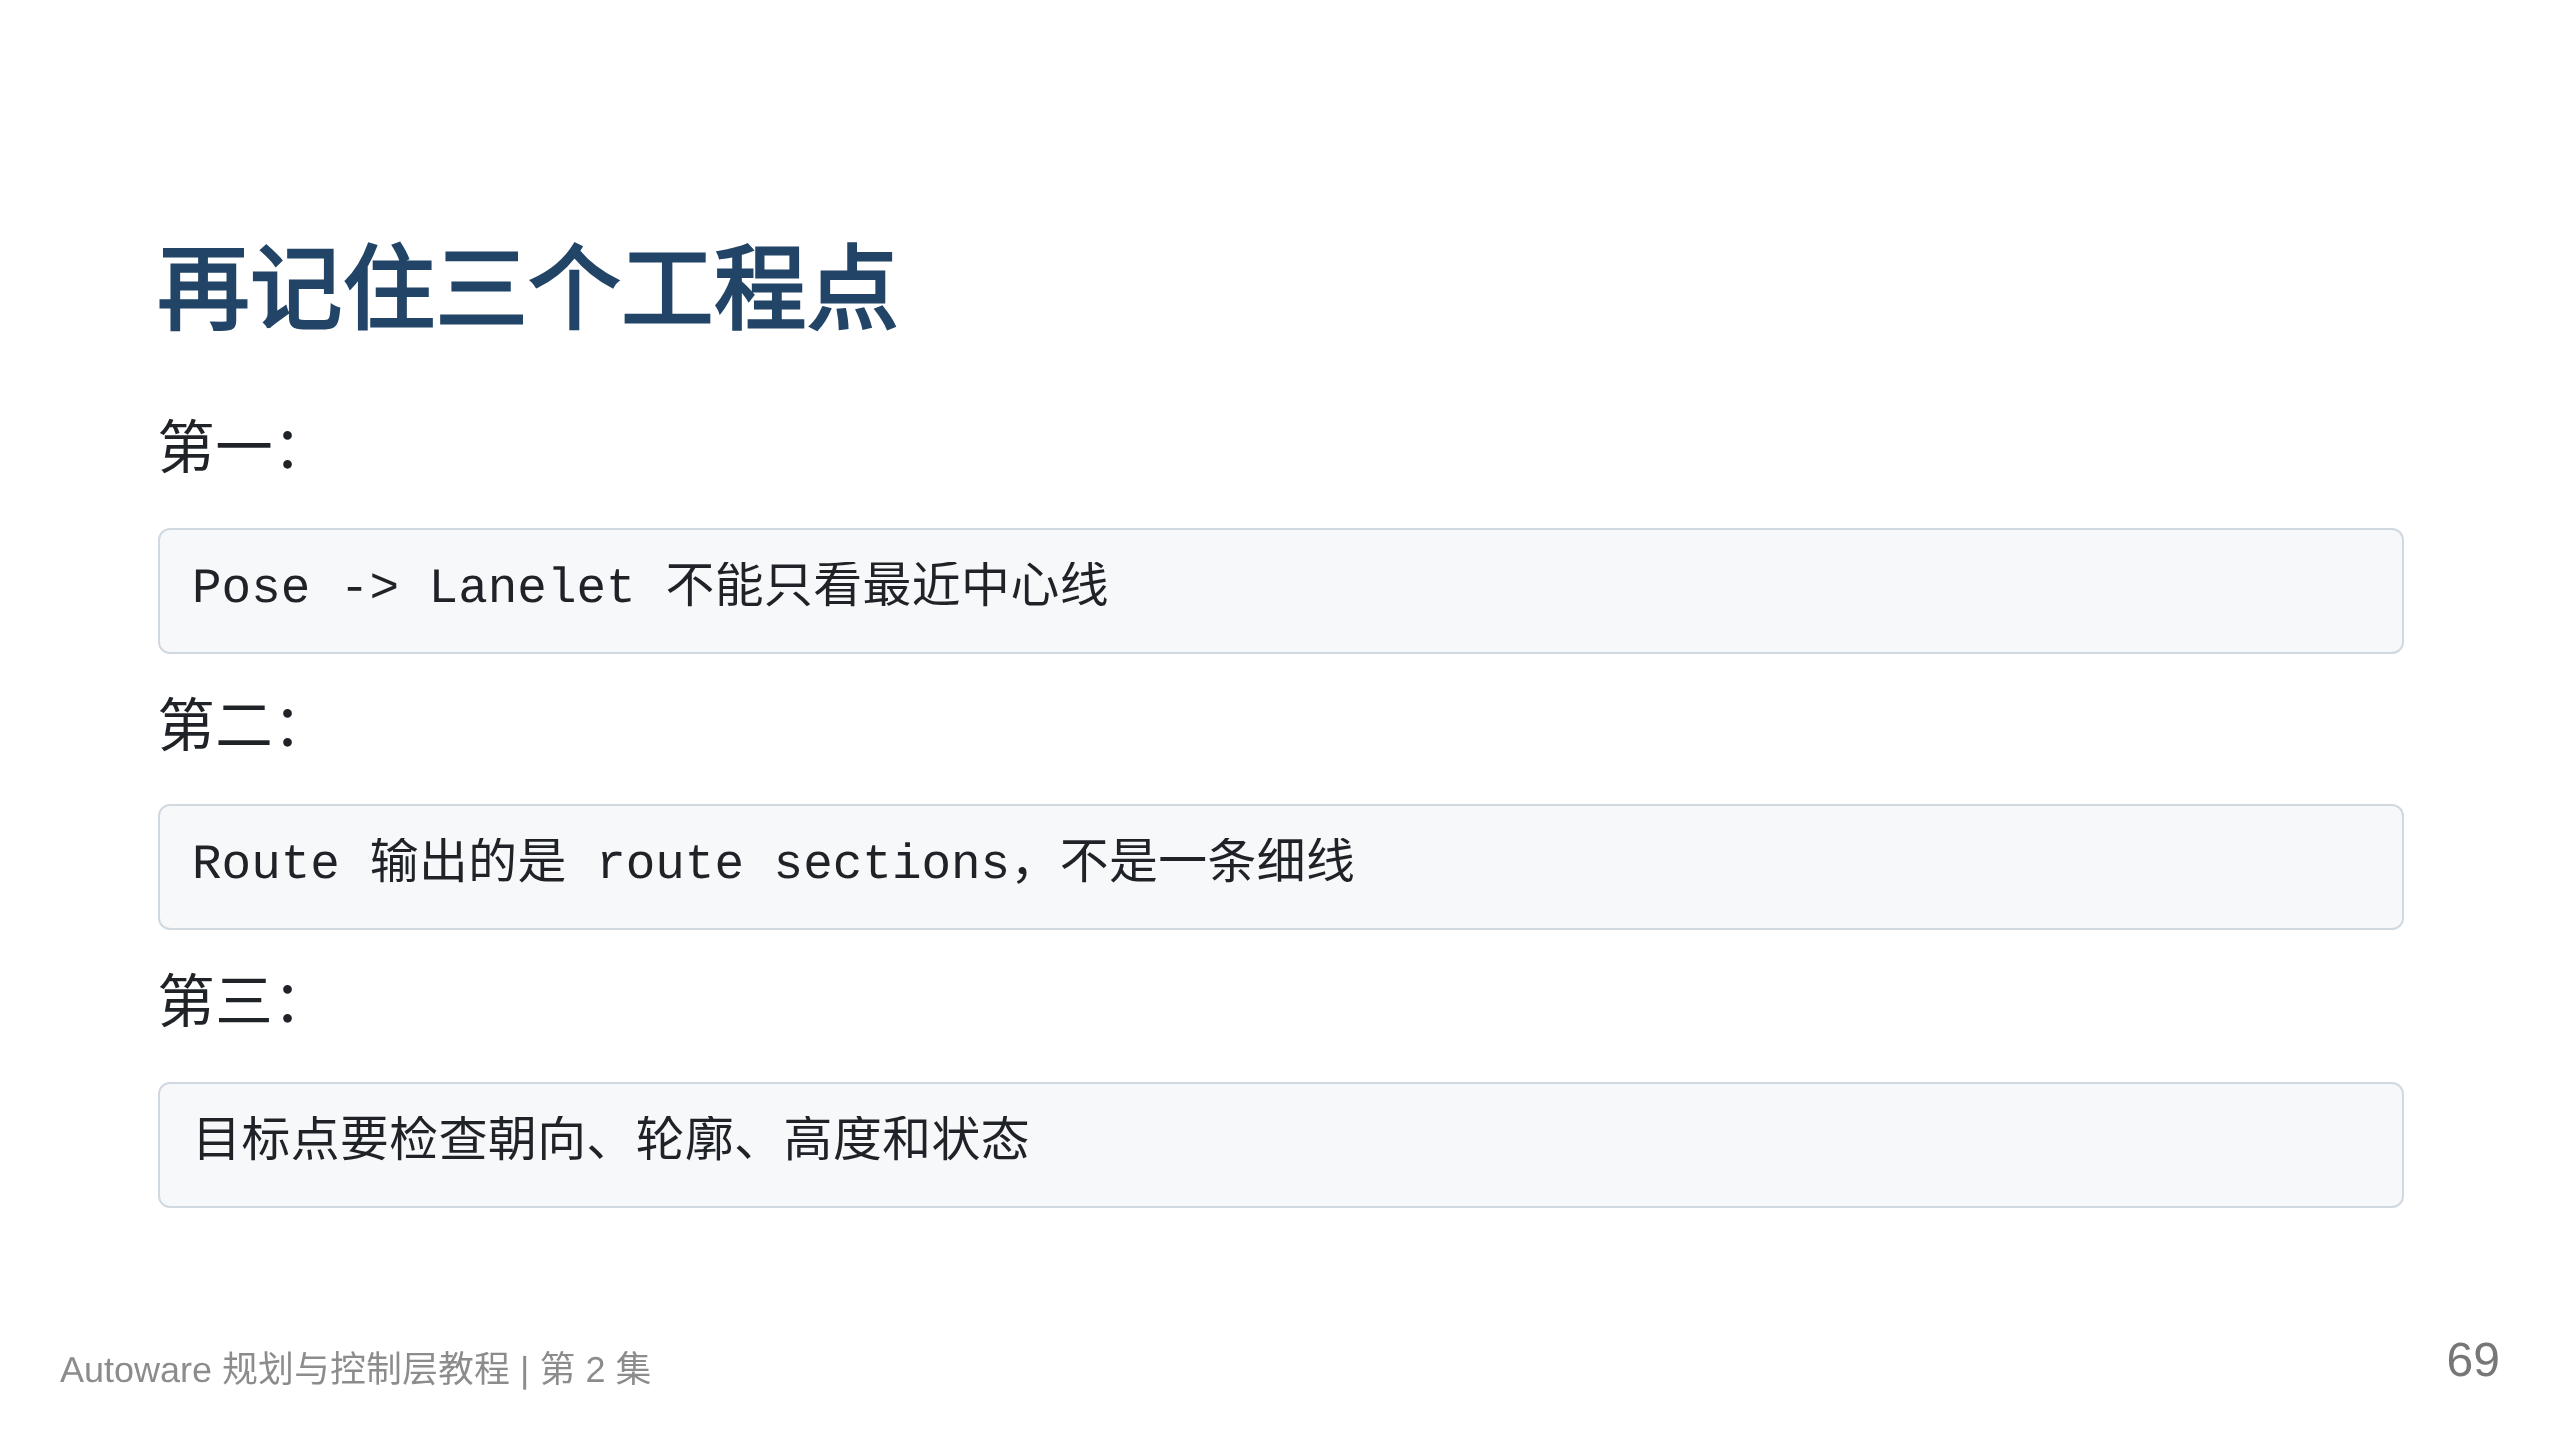 再记住三个工程点
第一：
Pose -> Lanelet 不能只看最近中心线
第二：
Route 输出的是 route sections，不是一条细线
第三：
目标点要检查朝向、轮廓、高度和状态
Autoware 规划与控制层教程 | 第 2 集
69